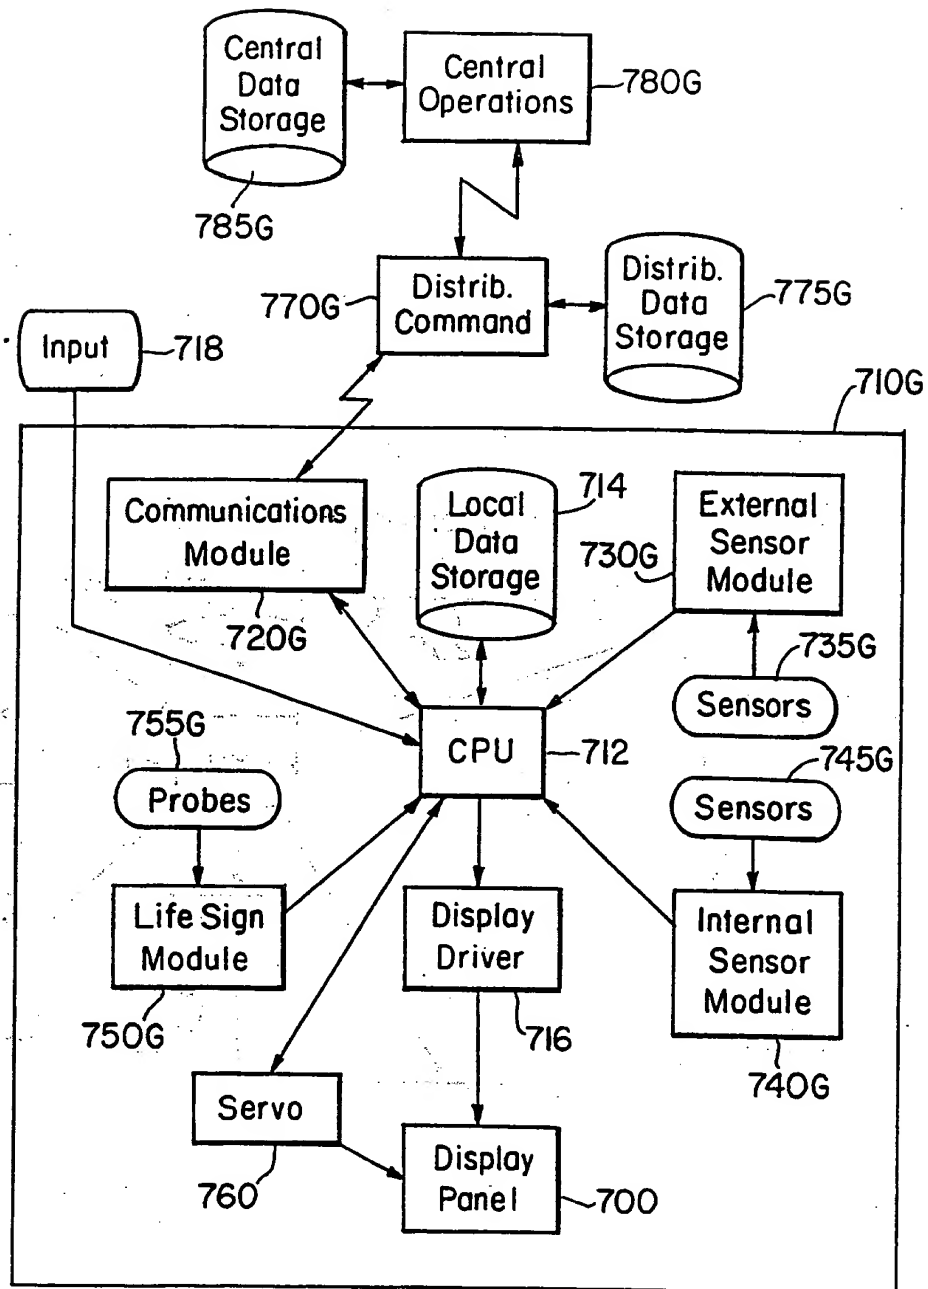 Central
Data
Storage
785G
Central
Operations
780G
Distrib.
Command
770G
Distrib.
Data
Storage
775G
Input
718
710G
Communications
Module
720G
Local
Data
Storage
714
External
Sensor
Module
730G
Sensors
735G
CPU
712
Probes
755G
Sensors
745G
Life Sign
Module
750G
Display
Driver
716
Internal
Sensor
Module
740G
Servo
760
Display
Panel
700